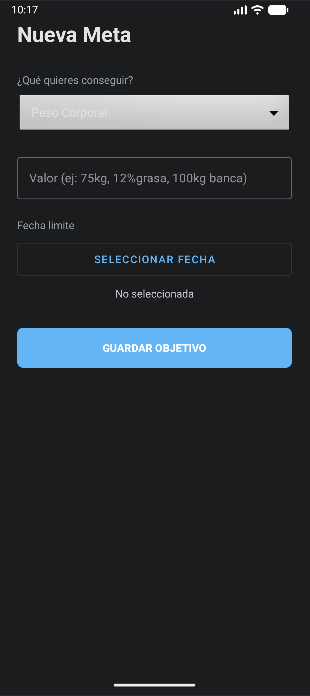 10:17
Nueva Meta
¿Qué quieres conseguir?
Peso Corporal
Valor (ej: 75kg, 12%grasa, 100kg banca)
Fecha limite
SELECCIONAR FECHA
No seleccionada
GUARDAR OBJETIVO